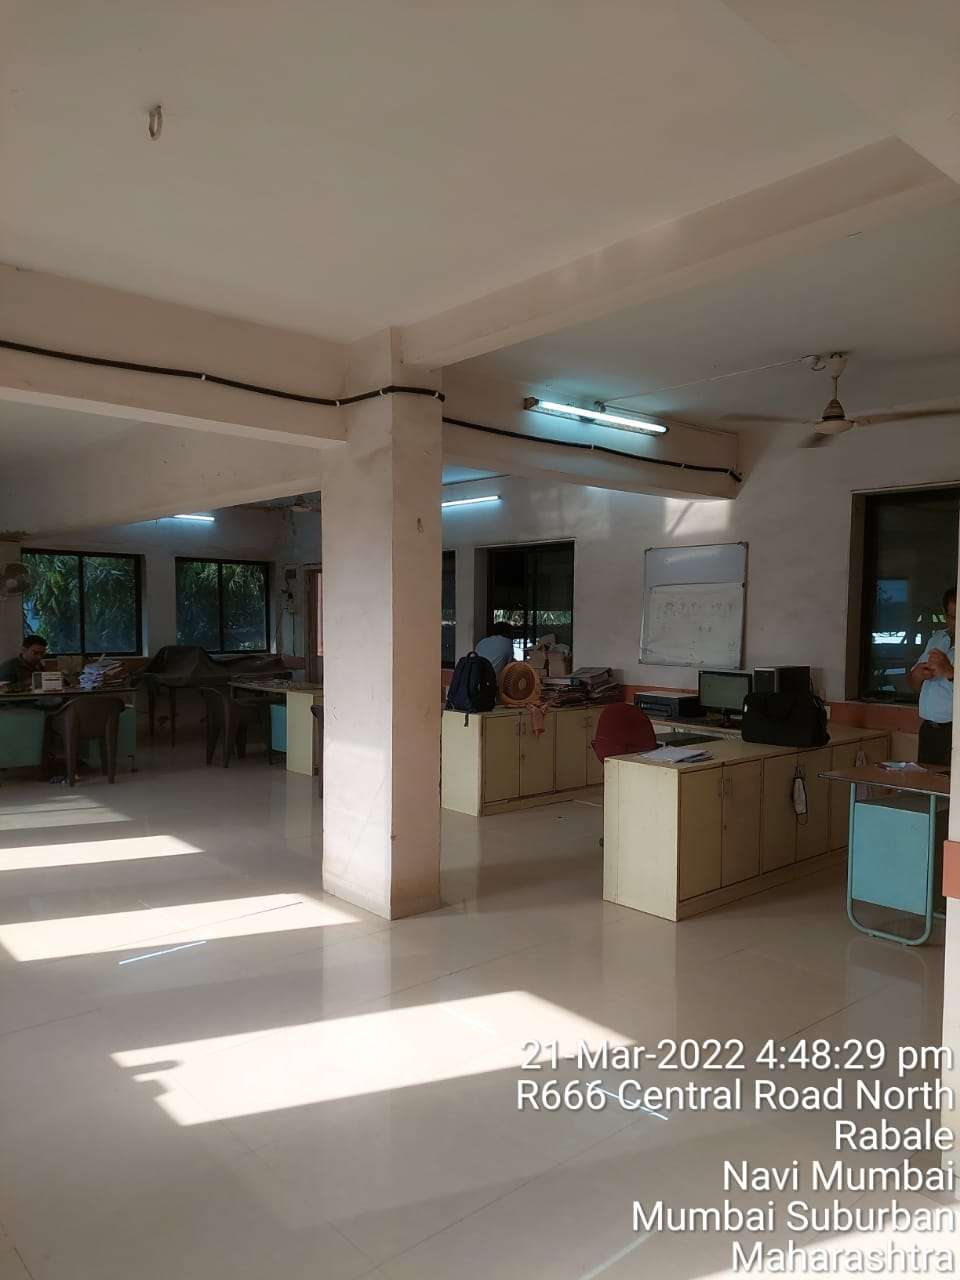 21-Mar-2022 4:48:29 pm
R666 Central Road North
Rabale
Navi Mumbai
Mumbai Suburban
Maharashtra